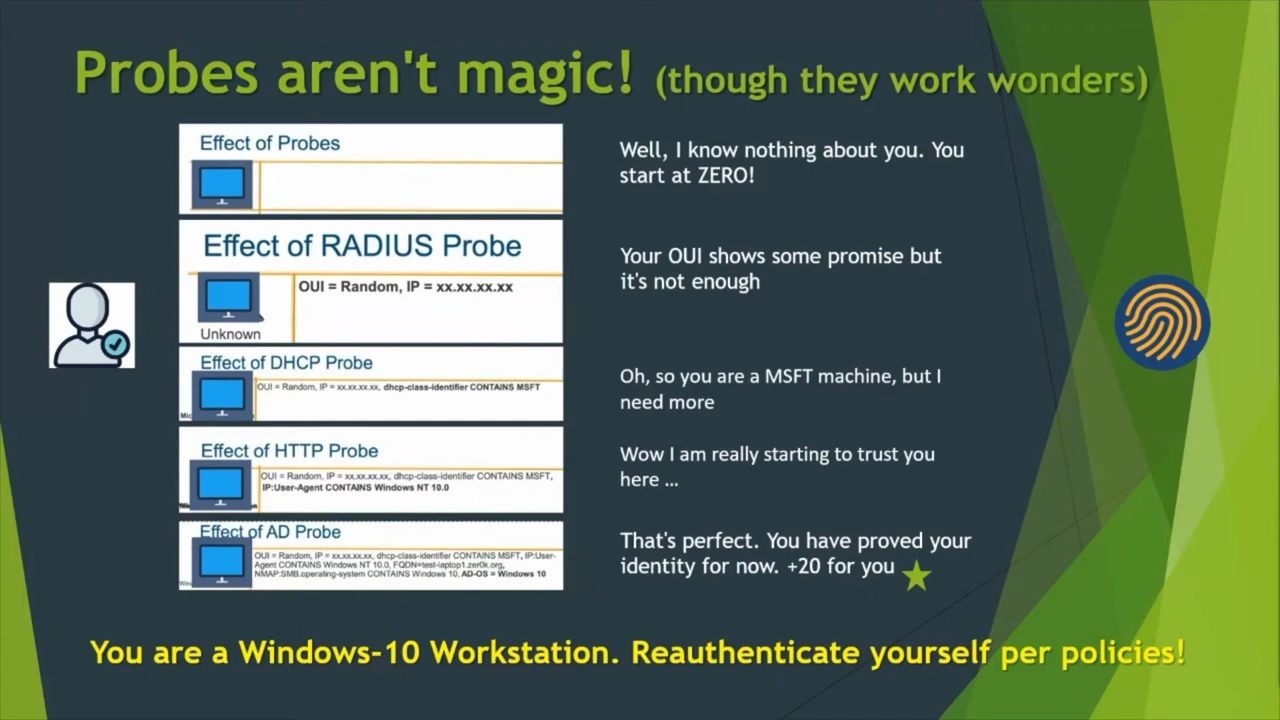 Probes aren't magic! (though they work wonders)
Effect of Probes
Well, I know nothing about you. You
start at ZERO!
Effect of RADIUS Probe
OUI = Random, IP = xx.xx.xx.xx
Unknown
Your OUI shows some promise but
it's not enough
Effect of DHCP Probe
OUI = Random, IP = xx.xx.xx.xx, dhcp-class-identifier CONTAINS MSFT
Oh, so you are a MSFT machine, but I
need more
Effect of HTTP Probe
OUI = Random, IP = xx.xx.xx.xx, dhcp-class-identifier CONTAINS MSFT,
IP:User-Agent CONTAINS Windows NT 10.0
Wow I am really starting to trust you
here ...
Effect of AD Probe
OUI = Random, IP = xx.xx.xx.xx, dhcp-class-identifier CONTAINS MSFT, IP:User-
Agent CONTAINS Windows NT 10.0, FQDN=test-laptop1.zer0k.org,
NMAP:SMB.operating-system CONTAINS Windows 10, AD-OS = Windows 10
That's perfect. You have proved your
identity for now. +20 for you
You are a Windows-10 Workstation. Reauthenticate yourself per policies!